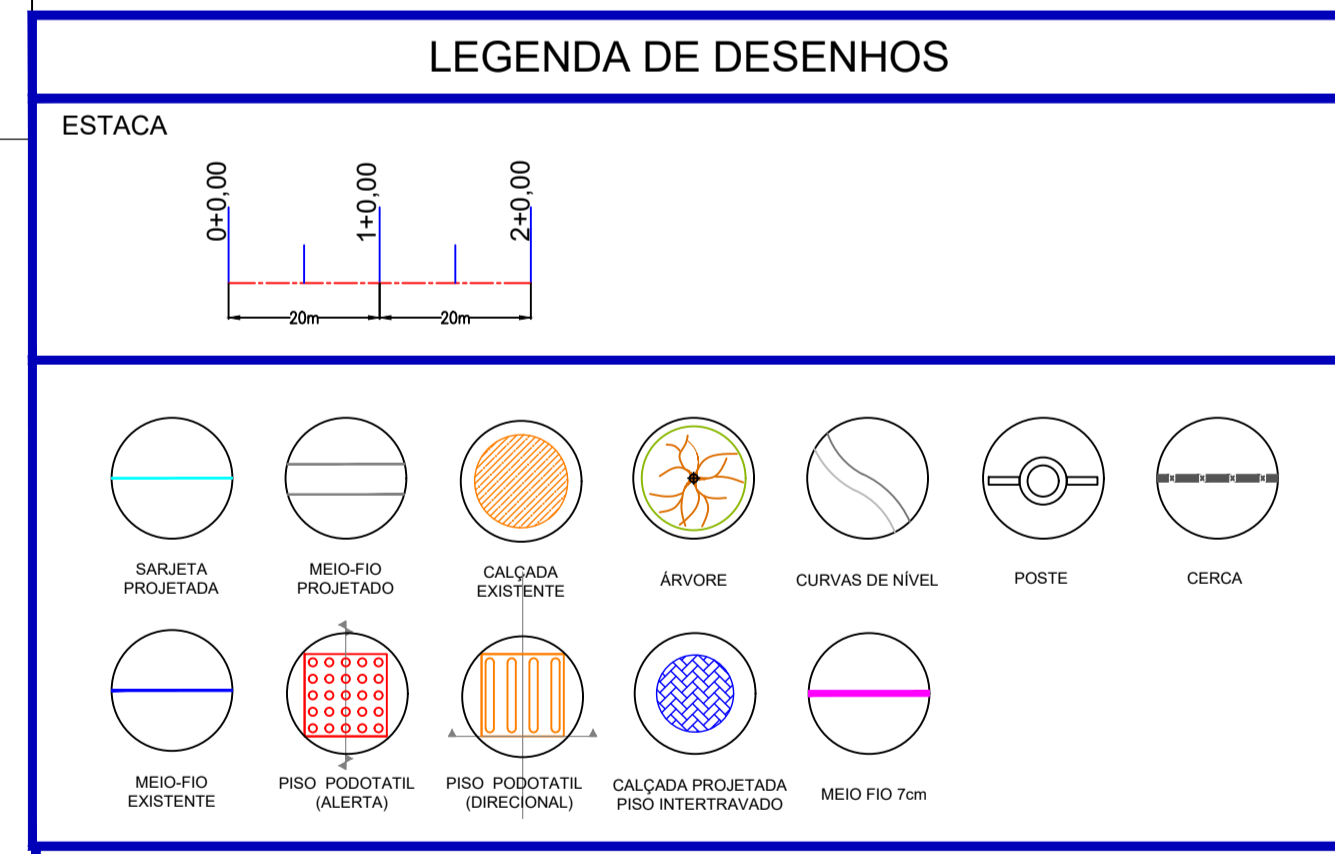 LEGENDA DE DESENHOS
ESTACA
0+0,00
1+0,00
2+0,00
20m
20m
SARJETA
PROJETADA
MEIO-FIO
PROJETADO
CALÇADA
EXISTENTE
ÁRVORE
CURVAS DE NÍVEL
POSTE
CERCA
MEIO-FIO
EXISTENTE
PISO PODOTATIL
(ALERTA)
PISO PODOTATIL
(DIRECIONAL)
CALÇADA PROJETADA
PISO INTERTRAVADO
MEIO FIO 7cm